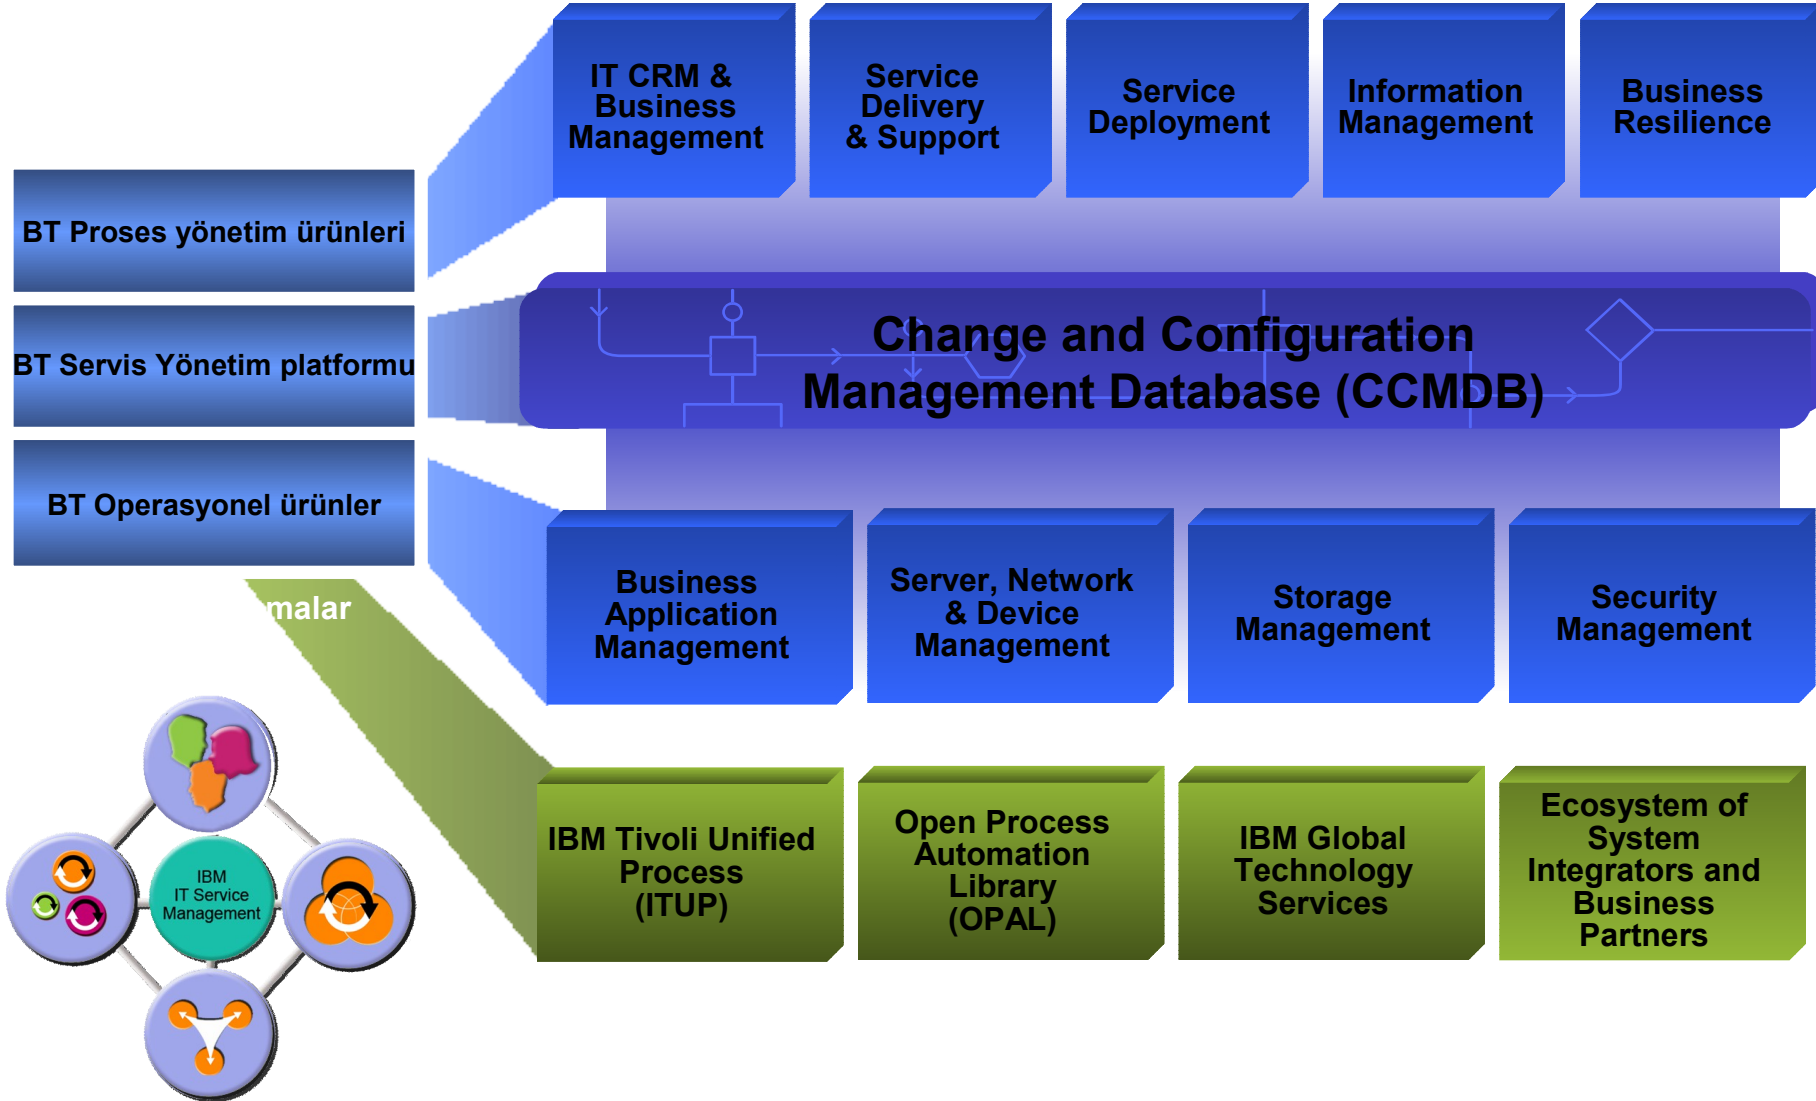 IT CRM &
Business
Management
Service
Delivery
& Support
Service
Deployment
Information
Management
Business
Resilience
BT Proses yönetim ürünleri
BT Servis Yönetim platformu
BT Operasyonel ürünler
Change and Configuration
Management Database (CCMDB)
Business
Application
Management
Server, Network
& Device
Management
Storage
Management
Security
Management
malar
IBM Tivoli Unified
Process
(ITUP)
Open Process
Automation
Library
(OPAL)
IBM Global
Technology
Services
Ecosystem of
System
Integrators and
Business
Partners
IBM
IT Service
Management